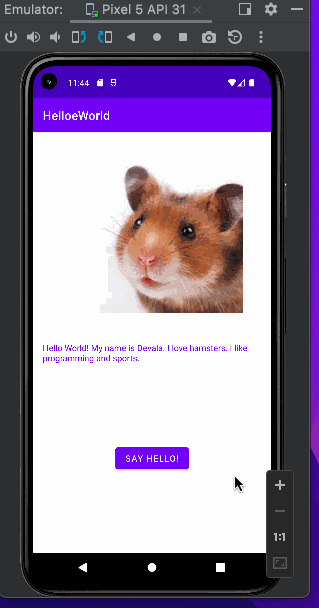 Emulator: Pixel 5 API 31
11:44
HelloeWorld
Hello World! My name is Devala. I love hamsters. I like
programming and sports.
SAY HELLO!
1:1